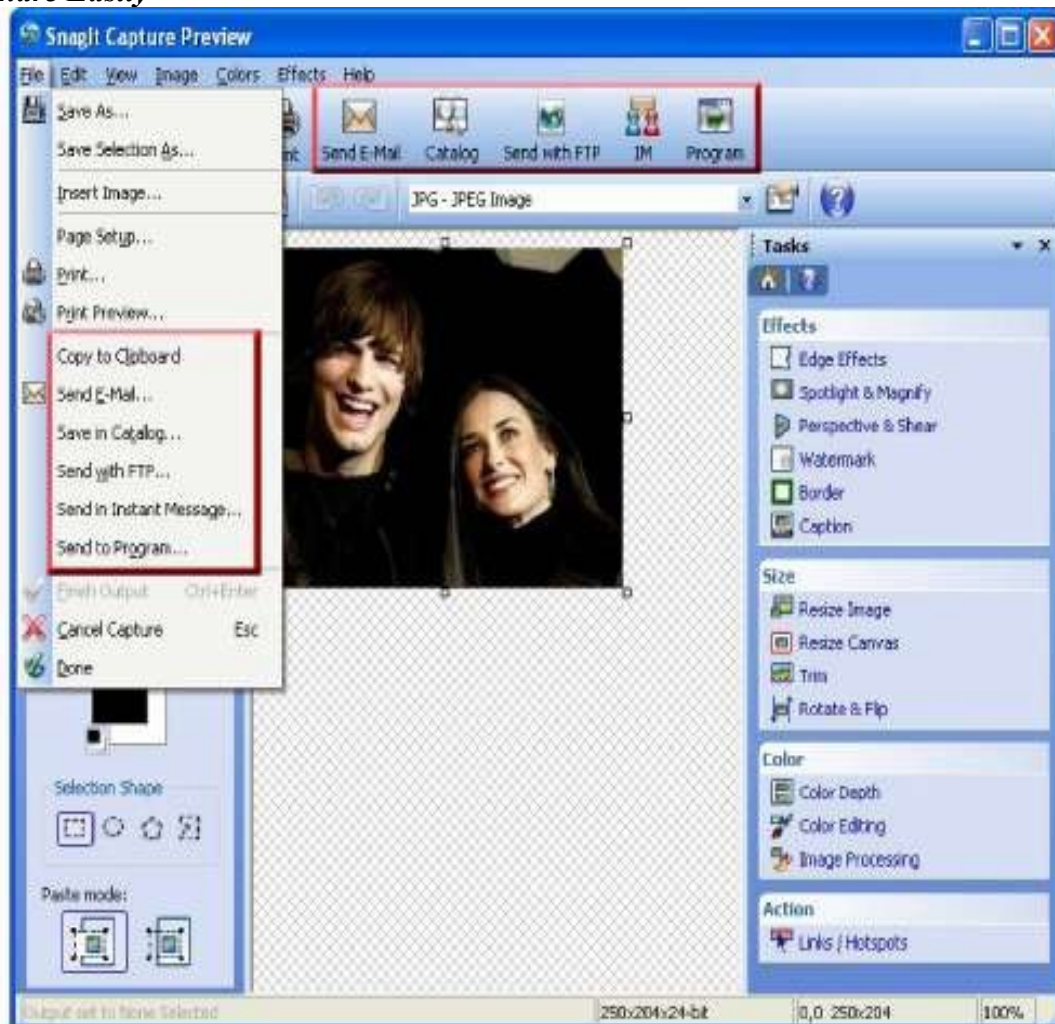 SnagIt Capture Preview
File Edit View Image Colors Effects Help
Save As...
Save Selection As...
Insert Image...
Page Setup...
Print...
Print Preview...
Copy to Clipboard
Send E-Mail...
Save in Catalog...
Send with FTP...
Send in Instant Message...
Send to Program...
Finish Output Ctrl+Enter
Cancel Capture Esc
Done
Send E-Mail Catalog Send with FTP IM Program
JPG - JPEG Image
Selection Shape
Paste mode:
Tasks
Effects
Edge Effects
Spotlight & Magnify
Perspective & Shear
Watermark
Border
Caption
Size
Resize Image
Resize Canvas
Trim
Rotate & Flip
Color
Color Depth
Color Editing
Image Processing
Action
Links / Hotspots
Output set to None Selected
250x204x24-bit
0,0 250x204
100%